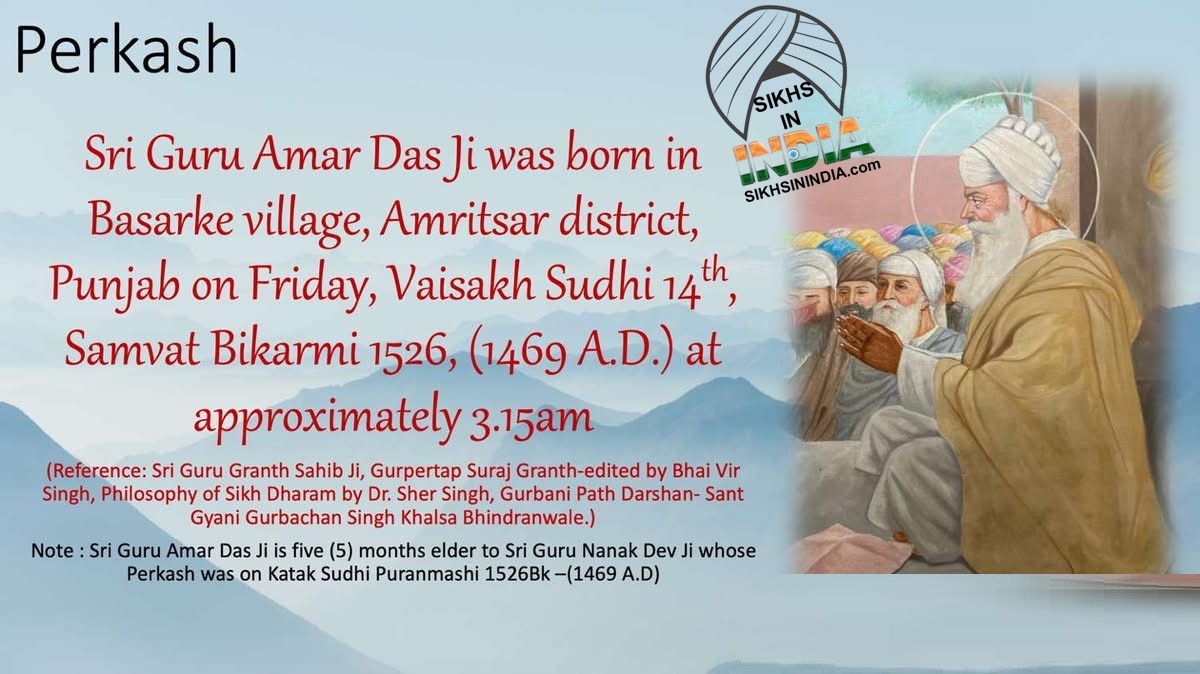 Perkash
SIKHS
IN
INDIA
SIKHSININDIA.com
Sri Guru Amar Das Ji was born in
Basarke village, Amritsar district,
Punjab on Friday, Vaisakh Sudhi 14th,
Samvat Bikarmi 1526, (1469 A.D.) at
approximately 3.15am
(Reference: Sri Guru Granth Sahib Ji, Gurpertap Suraj Granth-edited by Bhai Vir
Singh, Philosophy of Sikh Dharam by Dr. Sher Singh, Gurbani Path Darshan- Sant
Gyani Gurbachan Singh Khalsa Bhindranwale.)
Note : Sri Guru Amar Das Ji is five (5) months elder to Sri Guru Nanak Dev Ji whose
Perkash was on Katak Sudhi Puranmashi 1526Bk –(1469 A.D)